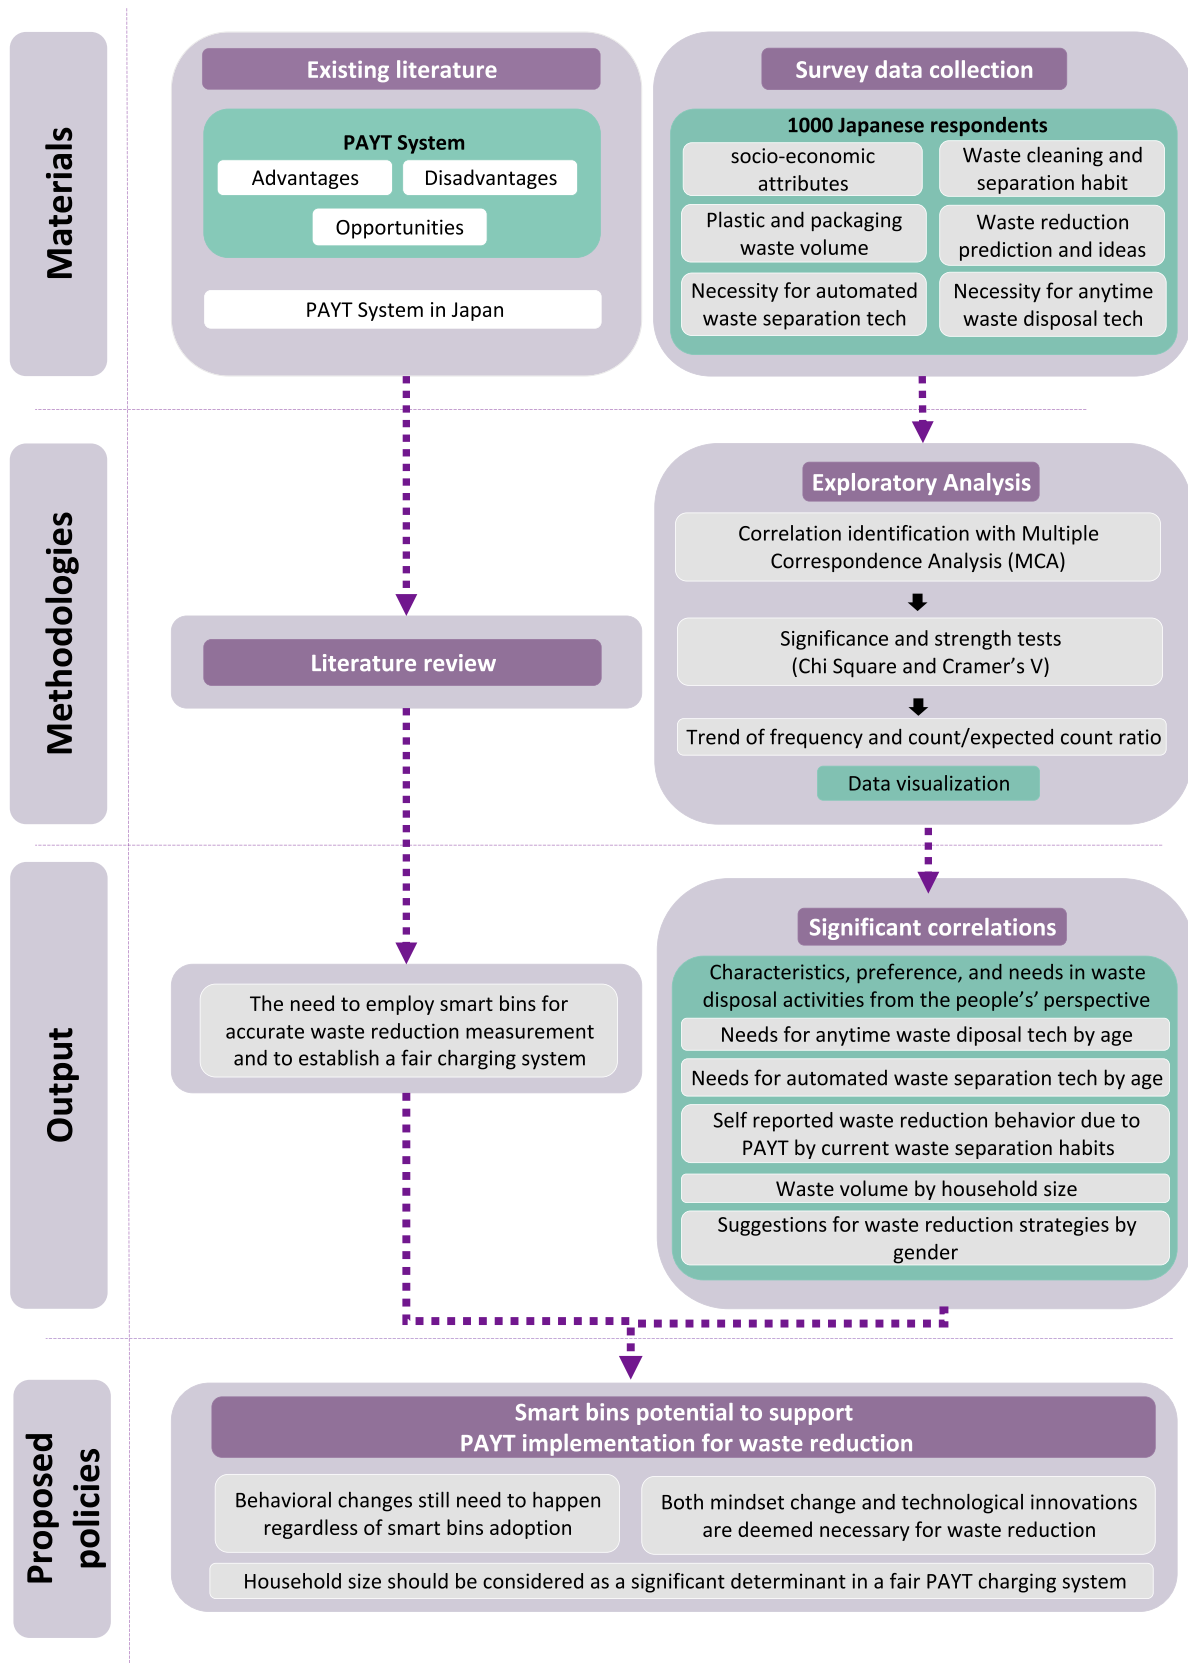 Materials
Existing literature
PAYT System
Advantages
Disadvantages
Opportunities
PAYT System in Japan
Survey data collection
1000 Japanese respondents
socio-economic
attributes
Waste cleaning and
separation habit
Plastic and packaging
waste volume
Waste reduction
prediction and ideas
Necessity for automated
waste separation tech
Necessity for anytime
waste disposal tech
Methodologies
Literature review
Exploratory Analysis
Correlation identification with Multiple
Correspondence Analysis (MCA)
Significance and strength tests
(Chi Square and Cramer's V)
Trend of frequency and count/expected count ratio
Data visualization
Output
The need to employ smart bins for
accurate waste reduction measurement
and to establish a fair charging system
Significant correlations
Characteristics, preference, and needs in waste
disposal activities from the people's' perspective
Needs for anytime waste diposal tech by age
Needs for automated waste separation tech by age
Self reported waste reduction behavior due to
PAYT by current waste separation habits
Waste volume by household size
Suggestions for waste reduction strategies by
gender
Proposed
policies
Smart bins potential to support
PAYT implementation for waste reduction
Behavioral changes still need to happen
regardless of smart bins adoption
Both mindset change and technological innovations
are deemed necessary for waste reduction
Household size should be considered as a significant determinant in a fair PAYT charging system